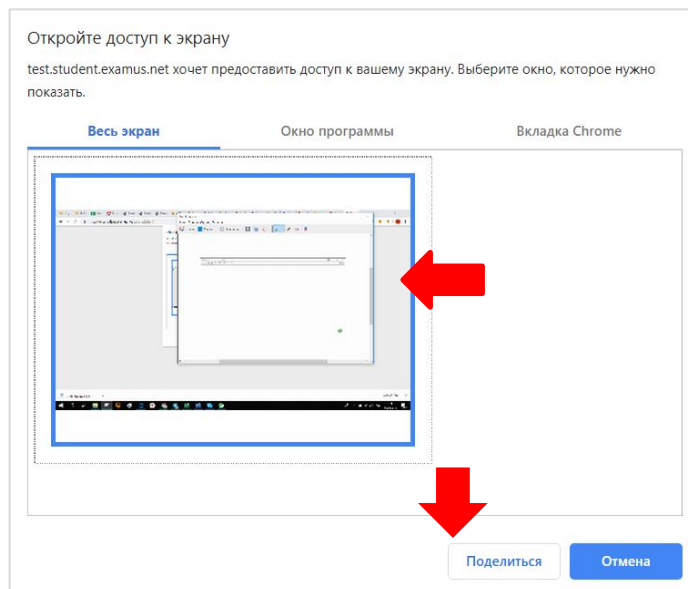 Откройте доступ к экрану
test.student.examus.net хочет предоставить доступ к вашему экрану. Выберите окно, которое нужно
показать.
Весь экран
Окно программы
Вкладка Chrome
Поделиться
Отмена